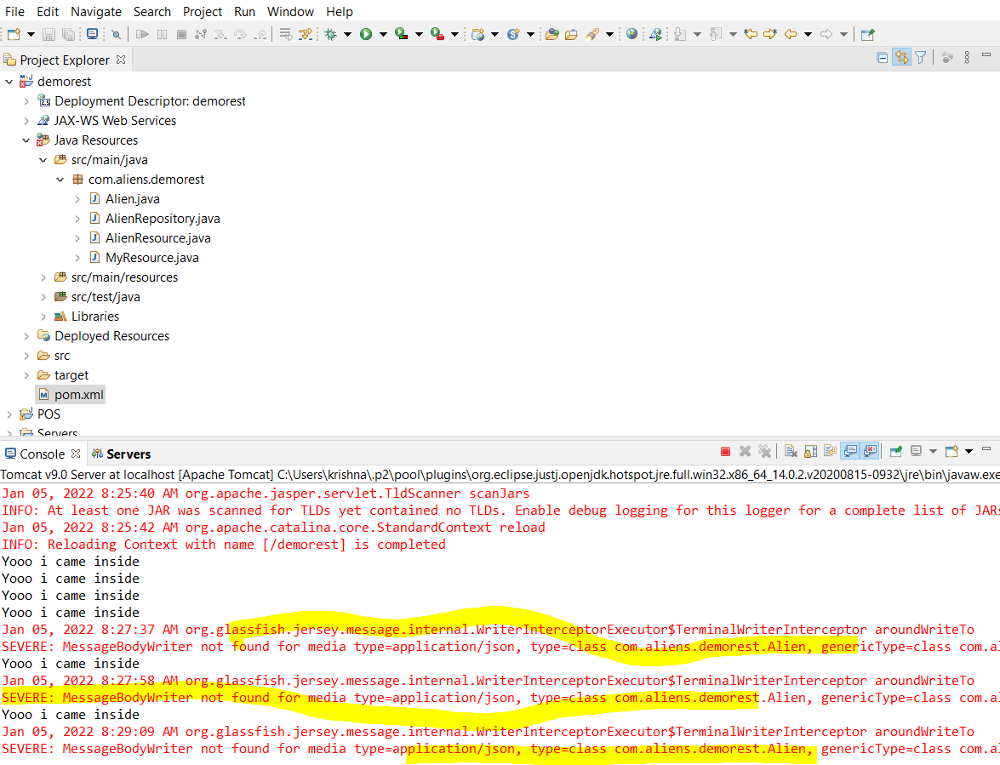 File Edit Navigate Search Project Run Window Help
Project Explorer
demorest
Deployment Descriptor: demorest
JAX-WS Web Services
Java Resources
src/main/java
com.aliens.demorest
Alien.java
AlienRepository.java
AlienResource.java
MyResource.java
src/main/resources
src/test/java
Libraries
Deployed Resources
src
target
pom.xml
POS
Servers
Console Servers
Tomcat v9.0 Server at localhost [Apache Tomcat] C:\Users\krishna\.p2\pool\plugins\org.eclipse.justj.openjdk.hotspot.jre.full.win32.x86_64_14.0.2.v20200815-0932\jre\bin\javaw.exe
Jan 05, 2022 8:25:40 AM org.apache.jasper.servlet.TldScanner scanJars
INFO: At least one JAR was scanned for TLDs yet contained no TLDs. Enable debug logging for this logger for a complete list of JARs
Jan 05, 2022 8:25:42 AM org.apache.catalina.core.StandardContext reload
INFO: Reloading Context with name [/demorest] is completed
Yooo i came inside
Yooo i came inside
Yooo i came inside
Yooo i came inside
Jan 05, 2022 8:27:37 AM org.glassfish.jersey.message.internal.WriterInterceptorExecutor$TerminalWriterInterceptor aroundWriteTo
SEVERE: MessageBodyWriter not found for media type=application/json, type=class com.aliens.demorest.Alien, genericType=class com.al
Yooo i came inside
Jan 05, 2022 8:27:58 AM org.glassfish.jersey.message.internal.WriterInterceptorExecutor$TerminalWriterInterceptor aroundWriteTo
SEVERE: MessageBodyWriter not found for media type=application/json, type=class com.aliens.demorest.Alien, genericType=class com.al
Yooo i came inside
Jan 05, 2022 8:29:09 AM org.glassfish.jersey.message.internal.WriterInterceptorExecutor$TerminalWriterInterceptor aroundWriteTo
SEVERE: MessageBodyWriter not found for media type=application/json, type=class com.aliens.demorest.Alien, genericType=class com.al